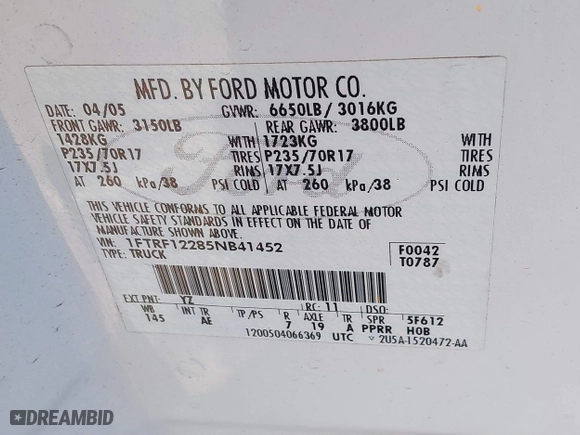 MFD. BY FORD MOTOR CO.
DATE: 04/05 GVWR: 6650LB/ 3016KG
FRONT GAWR: 3150LB REAR GAWR: 3800LB
1428KG WITH 1723KG WITH
P235/70R17 TIRES P235/70R17 TIRES
17X7.5J RIMS 17X7.5J RIMS
AT 260 kPa/38 PSI COLD AT 260 kPa/38 PSI COLD
THIS VEHICLE CONFORMS TO ALL APPLICABLE FEDERAL MOTOR
VEHICLE SAFETY STANDARDS IN EFFECT ON THE DATE OF
MANUFACTURE SHOWN ABOVE.
VIN: 1FTRF12285NB41452 F0042
TYPE: TRUCK T0787
EXT PNT: YZ RC: 11 DSO:
WB INT TR TP/PS R AXLE TR SPR 5F612
145 AE 7 19 A PPRR HOB
1200504066369 UTC 2U5A-1520472-AA
Ford
DREAMBID